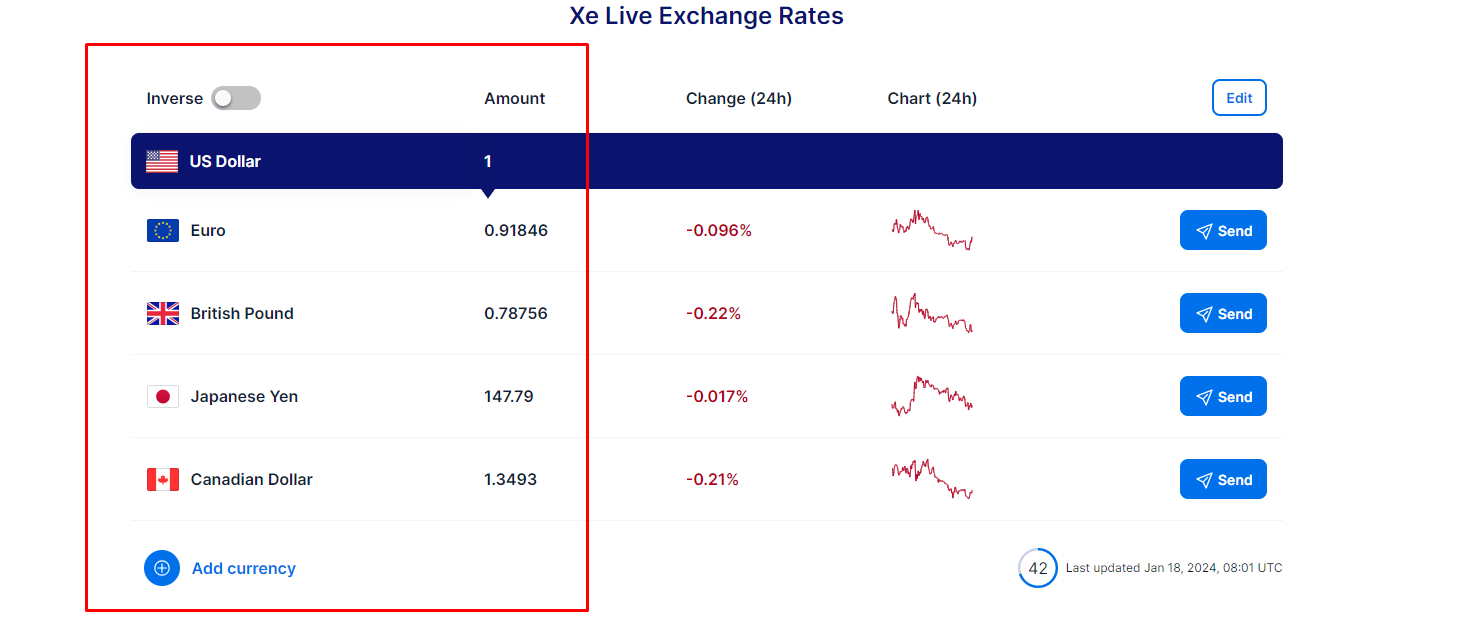 Xe Live Exchange Rates
Inverse Amount Change (24h) Chart (24h) Edit
US Dollar 1
Euro 0.91846 -0.096% Send
British Pound 0.78756 -0.22% Send
Japanese Yen 147.79 -0.017% Send
Canadian Dollar 1.3493 -0.21% Send
Add currency 42 Last updated Jan 18, 2024, 08:01 UTC